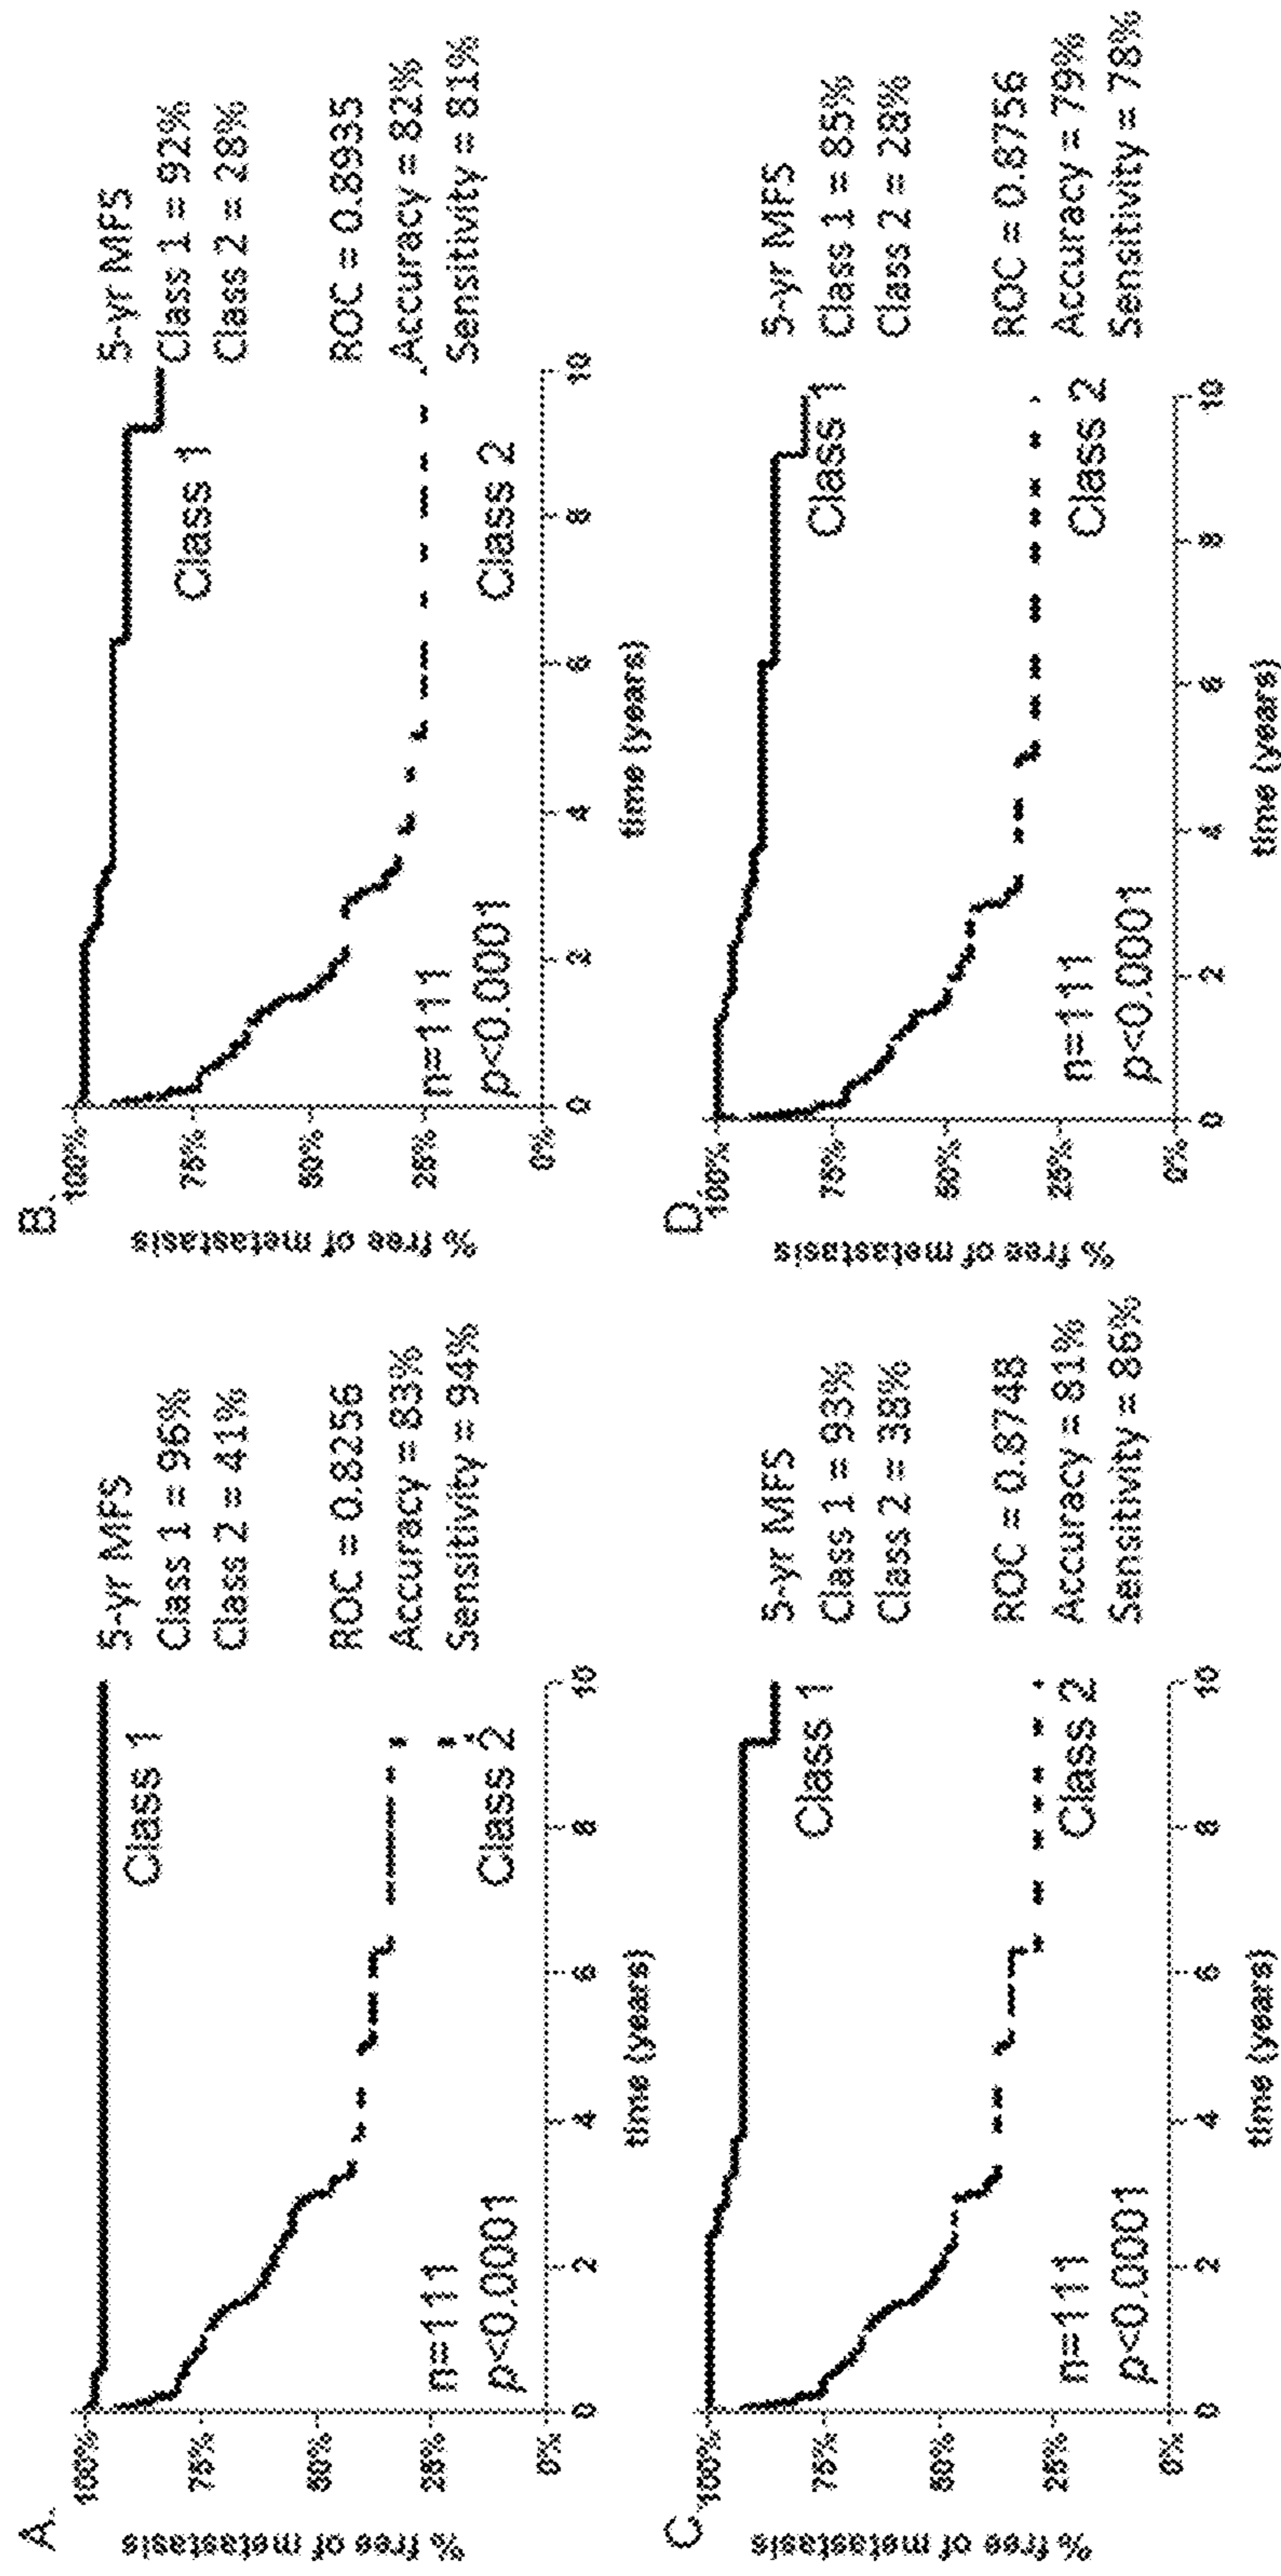 A.
% free of metastasis
100%
75%
50%
25%
0%
Class 1
Class 2
n=111
p<0.0001
0 2 4 6 8 10
time (years)
5-yr MFS
Class 1 = 96%
Class 2 = 41%
ROC = 0.8256
Accuracy = 83%
Sensitivity = 94%
B.
% free of metastasis
100%
75%
50%
25%
0%
Class 1
Class 2
n=111
p<0.0001
0 2 4 6 8 10
time (years)
5-yr MFS
Class 1 = 92%
Class 2 = 28%
ROC = 0.8935
Accuracy = 82%
Sensitivity = 81%
C.
% free of metastasis
100%
75%
50%
25%
0%
Class 1
Class 2
n=111
p<0.0001
0 2 4 6 8 10
time (years)
5-yr MFS
Class 1 = 93%
Class 2 = 38%
ROC = 0.8748
Accuracy = 81%
Sensitivity = 86%
D.
% free of metastasis
100%
75%
50%
25%
0%
Class 1
Class 2
n=111
p<0.0001
0 2 4 6 8 10
time (years)
5-yr MFS
Class 1 = 85%
Class 2 = 28%
ROC = 0.8756
Accuracy = 79%
Sensitivity = 78%